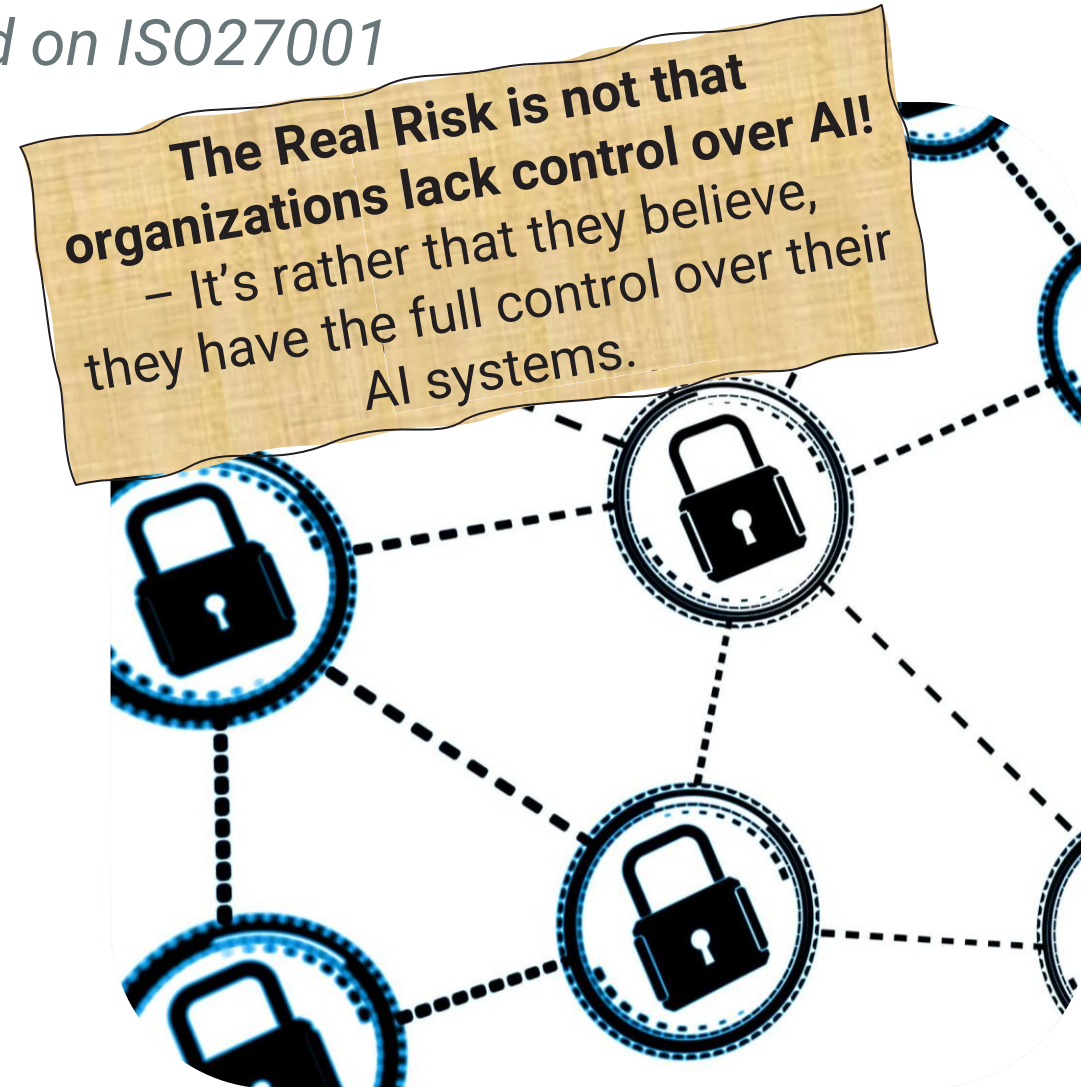 d on ISO27001
The Real Risk is not that
organizations lack control over AI!
– It’s rather that they believe,
they have the full control over their
AI systems.